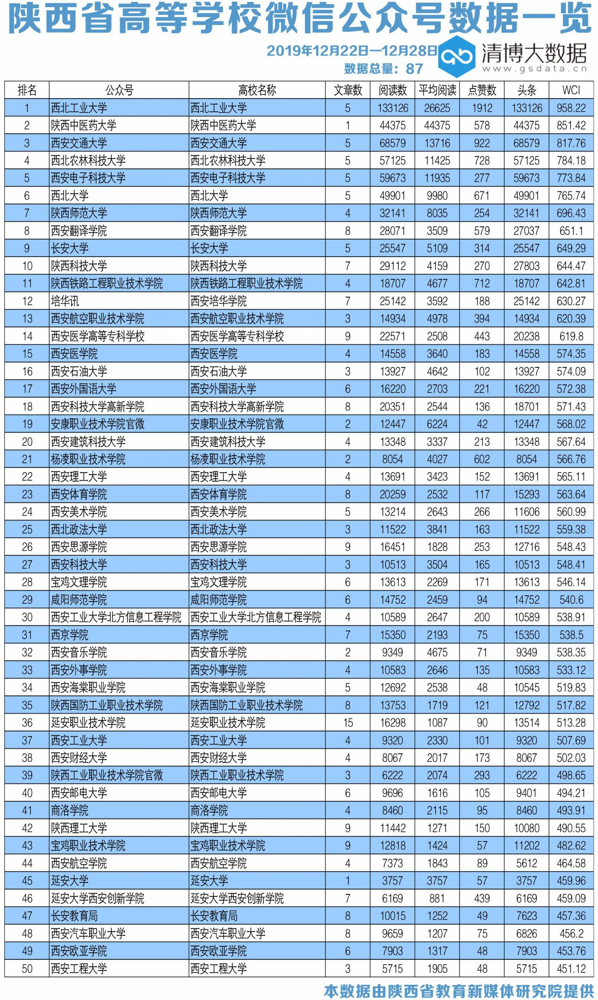 陕西省高等学校微信公众号数据一览
2019年12月22日—12月28日
数据总量：87
清博大数据
www.gsdata.cn
排名 公众号 高校名称 文章数 阅读数 平均阅读 点赞数 头条 WCI
1 西北工业大学 西北工业大学 5 133126 26625 1912 133126 958.22
2 陕西中医药大学 陕西中医药大学 1 44375 44375 578 44375 851.42
3 西安交通大学 西安交通大学 5 68579 13716 922 68579 817.76
4 西北农林科技大学 西北农林科技大学 5 57125 11425 728 57125 784.18
5 西安电子科技大学 西安电子科技大学 5 59673 11935 277 59673 773.84
6 西北大学 西北大学 5 49901 9980 671 49901 765.74
7 陕西师范大学 陕西师范大学 4 32141 8035 254 32141 696.43
8 西安翻译学院 西安翻译学院 8 28071 3509 579 27037 651.1
9 长安大学 长安大学 5 25547 5109 314 25547 649.29
10 陕西科技大学 陕西科技大学 7 29112 4159 270 27803 644.47
11 陕西铁路工程职业技术学院 陕西铁路工程职业技术学院 4 18707 4677 712 18707 642.81
12 培华讯 西安培华学院 7 25142 3592 188 25142 630.27
13 西安航空职业技术学院 西安航空职业技术学院 3 14934 4978 394 14934 620.39
14 西安医学高等专科学校 西安医学高等专科学校 9 22571 2508 443 20238 619.8
15 西安医学院 西安医学院 4 14558 3640 183 14558 574.35
16 西安石油大学 西安石油大学 3 13927 4642 102 13927 574.09
17 西安外国语大学 西安外国语大学 6 16220 2703 221 16220 572.38
18 西安科技大学高新学院 西安科技大学高新学院 8 20351 2544 136 18701 571.43
19 安康职业技术学院官微 安康职业技术学院官微 2 12447 6224 42 12447 568.02
20 西安建筑科技大学 西安建筑科技大学 4 13348 3337 213 13348 567.64
21 杨凌职业技术学院 杨凌职业技术学院 2 8054 4027 602 8054 566.76
22 西安理工大学 西安理工大学 4 13691 3423 152 13691 565.11
23 西安体育学院 西安体育学院 8 20259 2532 117 15293 563.64
24 西安美术学院 西安美术学院 5 13214 2643 266 11606 560.99
25 西北政法大学 西北政法大学 3 11522 3841 163 11522 559.38
26 西安思源学院 西安思源学院 9 16451 1828 253 12716 548.43
27 西安科技大学 西安科技大学 3 10513 3504 165 10513 548.41
28 宝鸡文理学院 宝鸡文理学院 6 13613 2269 171 13613 546.14
29 咸阳师范学院 咸阳师范学院 6 14752 2459 94 14752 540.6
30 西安工业大学北方信息工程学院 西安工业大学北方信息工程学院 4 10589 2647 200 10589 538.91
31 西京学院 西京学院 7 15350 2193 75 15350 538.5
32 西安音乐学院 西安音乐学院 2 9349 4675 71 9349 538.35
33 西安外事学院 西安外事学院 4 10583 2646 135 10583 533.12
34 西安海棠职业学院 西安海棠职业学院 5 12692 2538 48 10545 519.83
35 陕西国防工业职业技术学院 陕西国防工业职业技术学院 8 13753 1719 121 12792 517.82
36 延安职业技术学院 延安职业技术学院 15 16298 1087 90 13514 513.28
37 西安工业大学 西安工业大学 4 9320 2330 101 9320 507.69
38 西安财经大学 西安财经大学 4 8067 2017 173 8067 502.03
39 陕西工业职业技术学院官微 陕西工业职业技术学院 3 6222 2074 293 6222 498.65
40 西安邮电大学 西安邮电大学 6 9696 1616 105 9401 494.21
41 商洛学院 商洛学院 4 8460 2115 95 8460 493.91
42 陕西理工大学 陕西理工大学 9 11442 1271 150 10080 490.55
43 宝鸡职业技术学院 宝鸡职业技术学院 9 12818 1424 57 11202 482.62
44 西安航空学院 西安航空学院 4 7373 1843 89 5612 464.58
45 延安大学 延安大学 1 3757 3757 57 3757 459.96
46 延安大学西安创新学院 延安大学西安创新学院 7 6169 881 439 6169 459.09
47 长安教育局 长安教育局 8 10015 1252 49 7623 457.36
48 西安汽车职业大学 西安汽车职业大学 8 9659 1207 75 6826 456.2
49 西安欧亚学院 西安欧亚学院 6 7903 1317 48 7903 453.76
50 西安工程大学 西安工程大学 3 5715 1905 48 5715 451.12
本数据由陕西省教育新媒体研究院提供